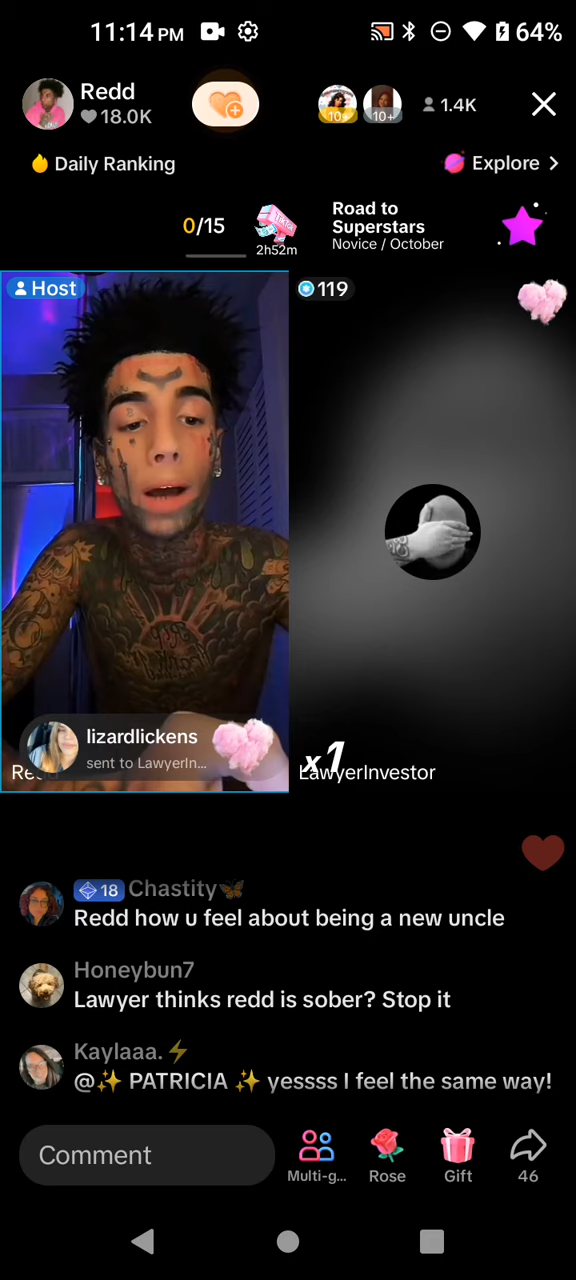 11:14 PM
64%
Redd
18.0K
10+
10+
1.4K
Daily Ranking
Explore >
0/15
TikTok
2h52m
Road to
Superstars
Novice / October
Host
119
lizardlickens
sent to LawyerIn...
x1
LawyerInvestor
18 Chastity🦋
Redd how u feel about being a new uncle
Honeybun7
Lawyer thinks redd is sober? Stop it
Kaylaaa.⚡
@✨ PATRICIA ✨ yessss I feel the same way!
Comment
Multi-g...
Rose
Gift
46